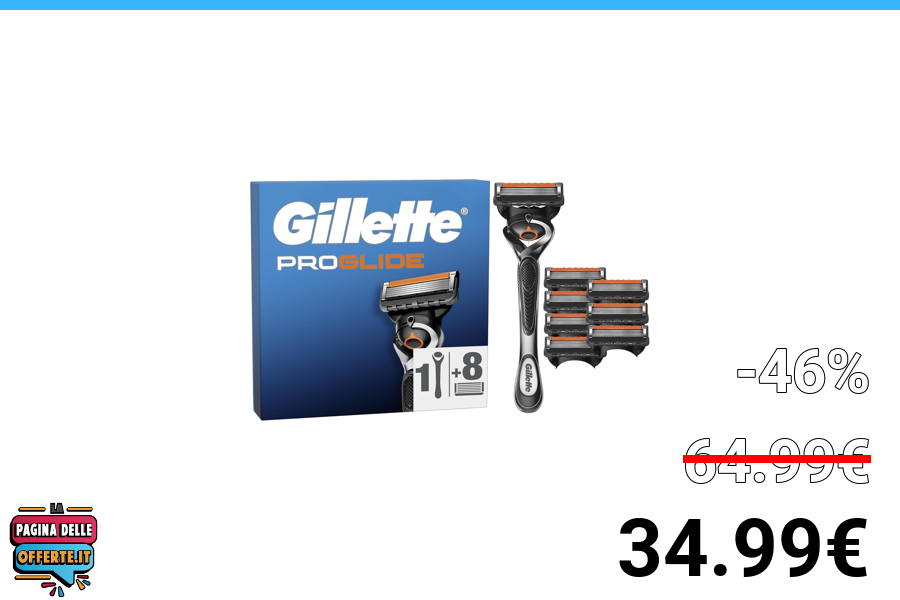 Gillette®
PROGLIDE
1 +8
Gillette
-46%
64.99€
34.99€
LA
PAGINA DELLE
OFFERTE.IT